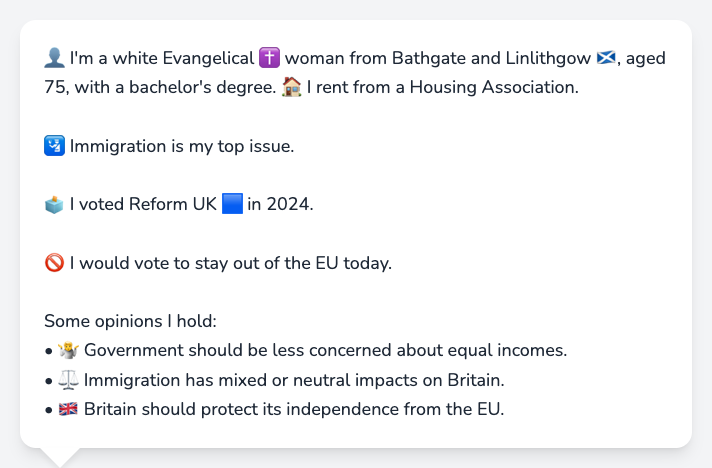 👤 I'm a white Evangelical ✝️ woman from Bathgate and Linlithgow 🏴󠁧󠁢󠁳󠁣󠁴󠁿, aged
75, with a bachelor's degree. 🏠 I rent from a Housing Association.
🛂 Immigration is my top issue.
🗳️ I voted Reform UK 🟦 in 2024.
🚫 I would vote to stay out of the EU today.
Some opinions I hold:
• 🤷 Government should be less concerned about equal incomes.
• ⚖️ Immigration has mixed or neutral impacts on Britain.
• 🇬🇧 Britain should protect its independence from the EU.